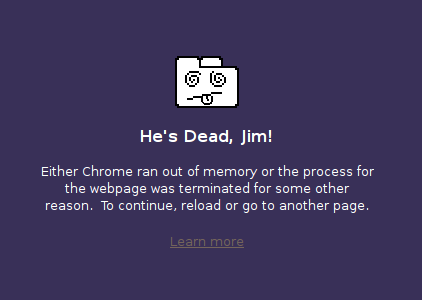 He's Dead, Jim!
Either Chrome ran out of memory or the process for
the webpage was terminated for some other
reason.  To continue, reload or go to another page.
Learn more